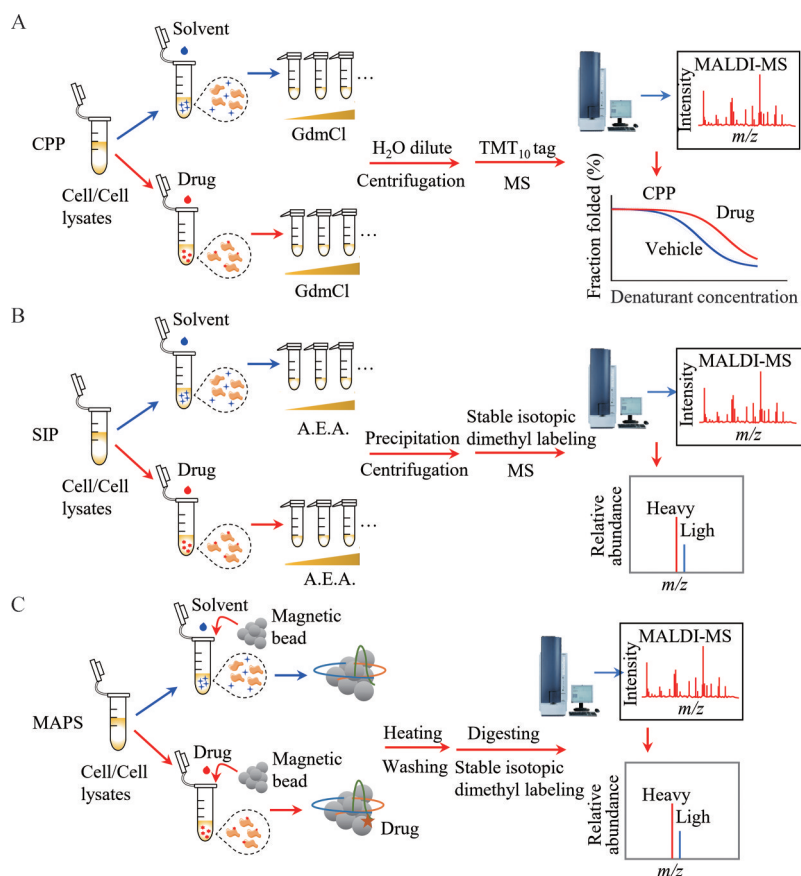 A
Solvent
...
GdmCl
CPP
Cell/Cell
lysates
Drug
...
GdmCl
H₂O dilute
Centrifugation
TMT₁₀ tag
MS
MALDI-MS
Intensity
m/z
Fraction folded (%)
CPP
Drug
Vehicle
Denaturant concentration
B
Solvent
...
A.E.A.
SIP
Cell/Cell
lysates
Drug
...
A.E.A.
Precipitation
Centrifugation
Stable isotopic
dimethyl labeling
MS
MALDI-MS
Intensity
m/z
Relative
abundance
Heavy
Ligh
m/z
C
Solvent
Magnetic
bead
MAPS
Cell/Cell
lysates
Drug
Magnetic
bead
Drug
Heating
Washing
Digesting
Stable isotopic
dimethyl labeling
MALDI-MS
Intensity
m/z
Relative
abundance
Heavy
Ligh
m/z